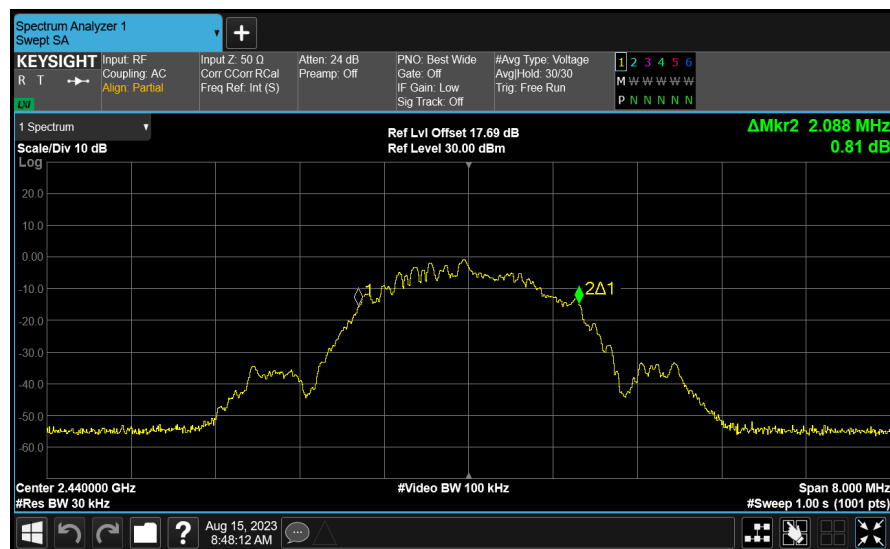 Spectrum Analyzer 1
Swept SA
+
KEYSIGHT
R T
LXI
Input: RF
Coupling: AC
Align: Partial
Input Z: 50 Ω
Corr CCorr RCal
Freq Ref: Int (S)
Atten: 24 dB
Preamp: Off
PNO: Best Wide
Gate: Off
IF Gain: Low
Sig Track: Off
#Avg Type: Voltage
Avg|Hold: 30/30
Trig: Free Run
1 2 3 4 5 6
M W W W W W
P N N N N N
1 Spectrum
Scale/Div 10 dB
Ref Lvl Offset 17.69 dB
Ref Level 30.00 dBm
ΔMkr2 2.088 MHz
0.81 dB
Log
20.0
10.0
0.00
-10.0
-20.0
-30.0
-40.0
-50.0
-60.0
1
2Δ1
Center 2.440000 GHz
#Res BW 30 kHz
#Video BW 100 kHz
Span 8.000 MHz
#Sweep 1.00 s (1001 pts)
?
Aug 15, 2023
8:48:12 AM